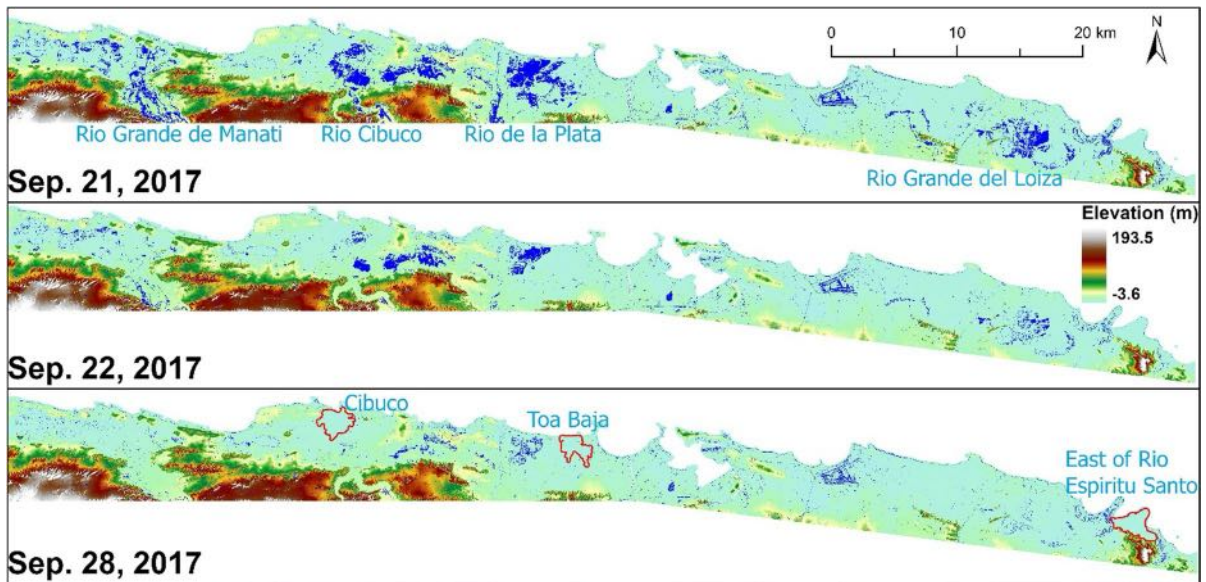 0 10 20 km
N
Rio Grande de Manati
Rio Cibuco
Rio de la Plata
Rio Grande del Loiza
Sep. 21, 2017
Elevation (m)
193.5
-3.6
Sep. 22, 2017
Cibuco
Toa Baja
East of Rio
Espiritu Santo
Sep. 28, 2017